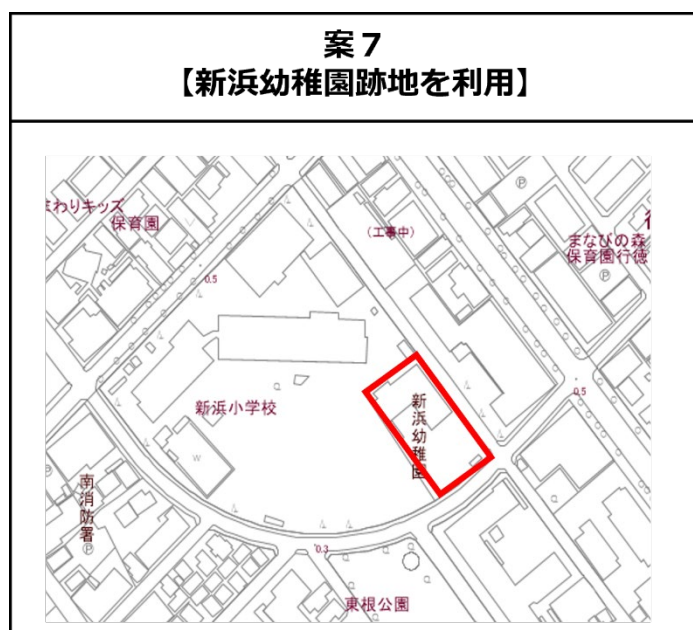 案７
【新浜幼稚園跡地を利用】
まわりキッズ
保育園
(工事中)
まなびの森
保育園行徳
0.5
新浜小学校
新浜幼稚園
0.5
W
南消防署
0.3
東根公園